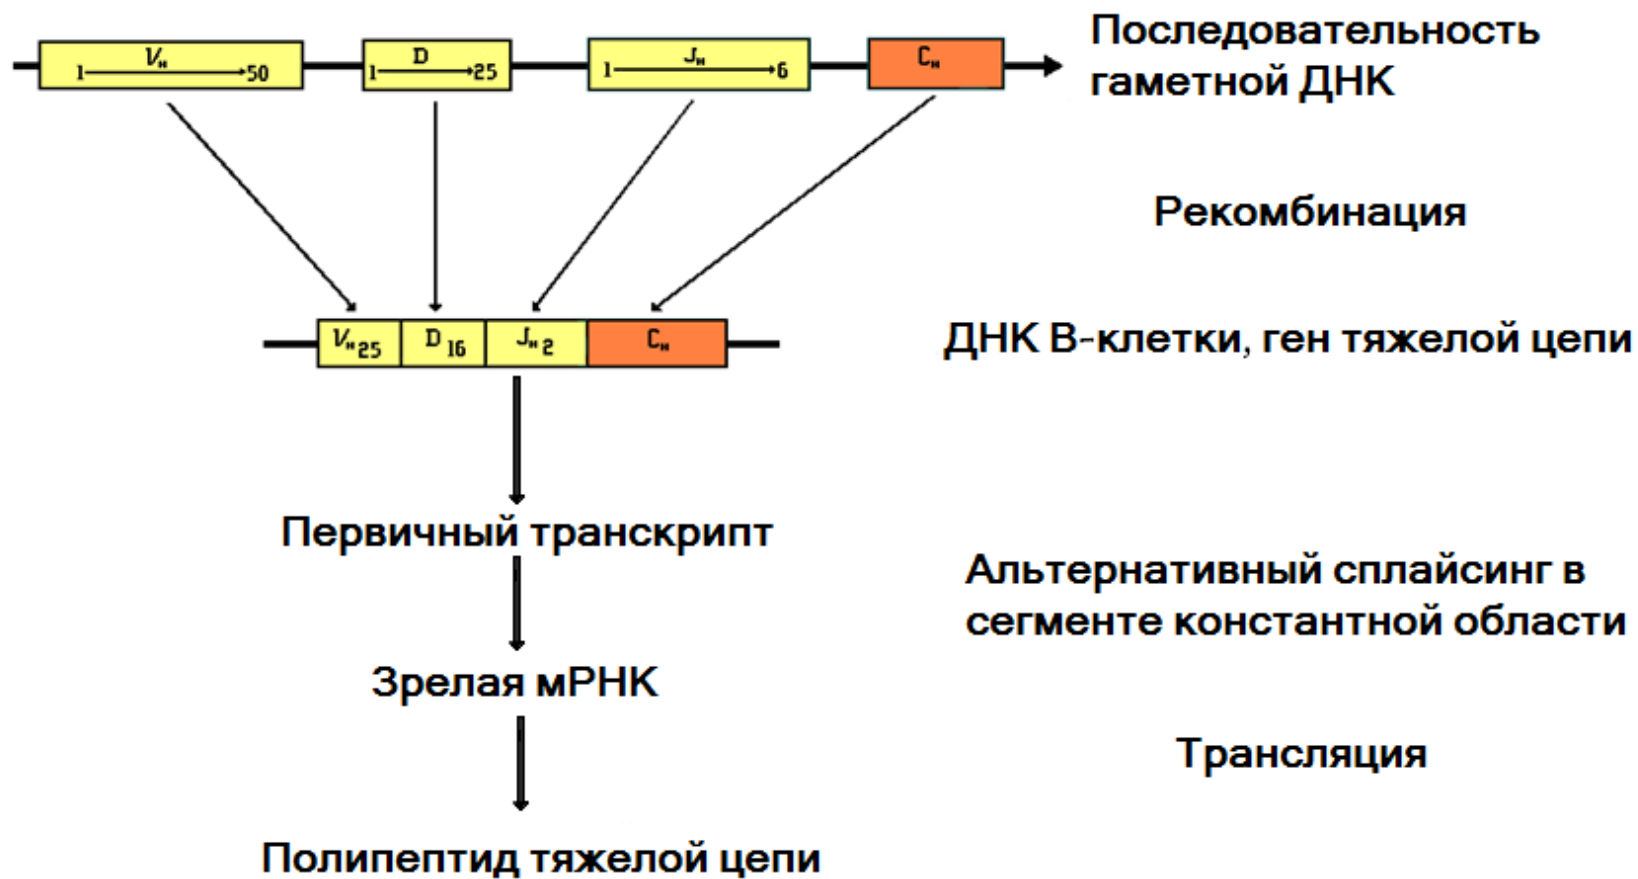 Vн
1 50
D
1 25
Jн
1 6
Cн
Последовательность
гаметной ДНК
Рекомбинация
Vн 25
D 16
Jн 2
Cн
ДНК В-клетки, ген тяжелой цепи
Первичный транскрипт
Альтернативный сплайсинг в
сегменте константной области
Зрелая мРНК
Трансляция
Полипептид тяжелой цепи